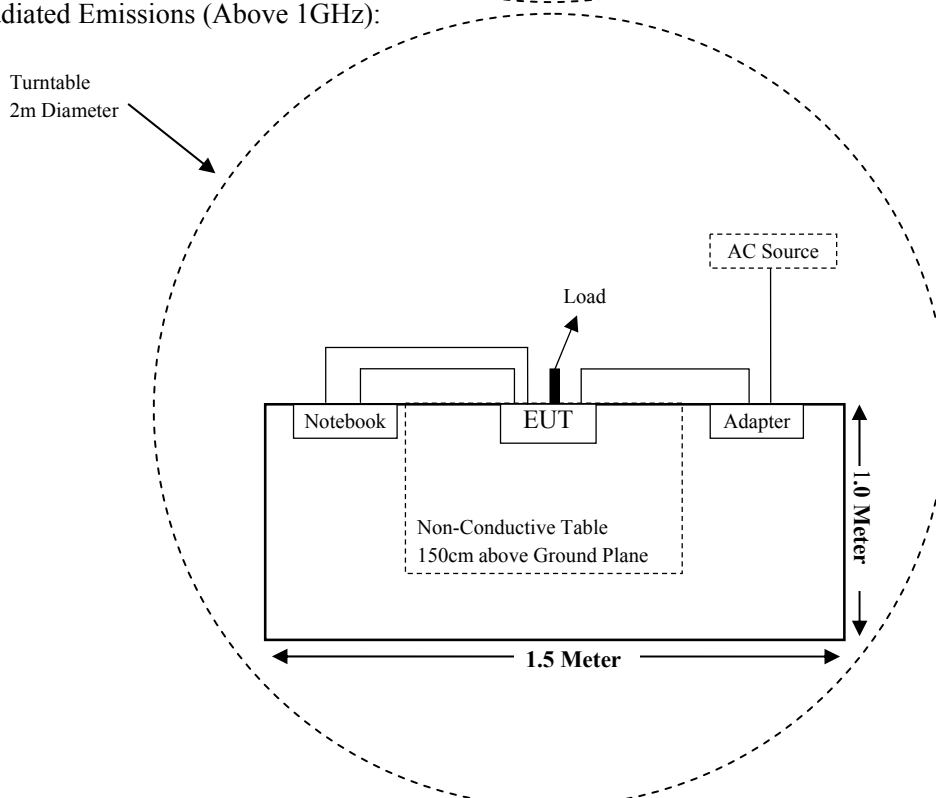 diated Emissions (Above 1GHz):
Turntable
2m Diameter
AC Source
Load
Notebook
EUT
Adapter
1.0 Meter
Non-Conductive Table
150cm above Ground Plane
1.5 Meter